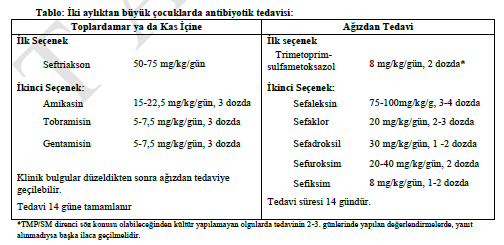 Tablo: İki aylıktan büyük çocuklarda antibiyotik tedavisi:
Toplardamar ya da Kas İçine
İlk Seçenek
Seftriakson 50-75 mg/kg/gün
İkinci Seçenek:
Amikasin 15-22,5 mg/kg/gün, 3 dozda
Tobramisin 5-7,5 mg/kg/gün, 3 dozda
Gentamisin 5-7,5 mg/kg/gün, 3 dozda
Klinik bulgular düzeldikten sonra ağızdan tedaviye
geçilebilir.
Tedavi 14 güne tamamlanır
Ağızdan Tedavi
İlk seçenek
Trimetoprim-
sulfametoksazol 8 mg/kg/gün, 2 dozda*
İkinci Seçenek:
Sefaleksin 75-100mg/kg/g, 3-4 dozda
Sefaklor 20 mg/kg/gün, 2-3 dozda
Sefadroksil 30 mg/kg/gün, 1 -2 dozda
Sefuroksim 20-40 mg/kg/gün, 2 dozda
Sefiksim 8 mg/kg/gün, 1-2 dozda
Tedavi süresi 14 gündür.
*TMP/SM direnci söz konusu olabileceğinden kültür yapılamayan olgularda tedavinin 2-3. günlerinde yapılan değerlendirmelerde, yanıt
alınmadıysa başka ilaca geçilmelidir.